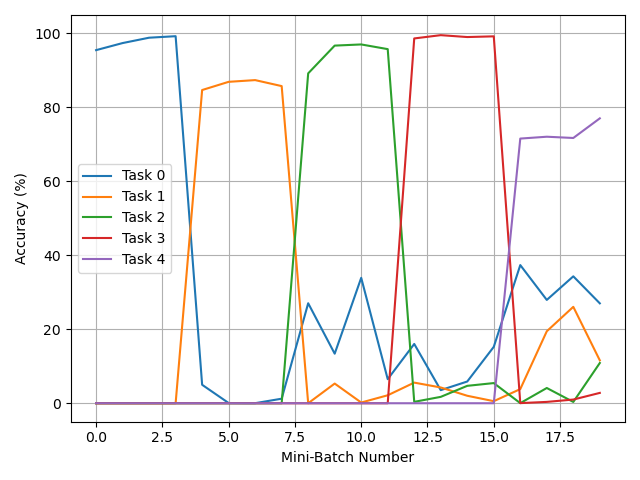 100
80
60
40
20
0
Accuracy (%)
Task 0
Task 1
Task 2
Task 3
Task 4
0.0 2.5 5.0 7.5 10.0 12.5 15.0 17.5
Mini-Batch Number